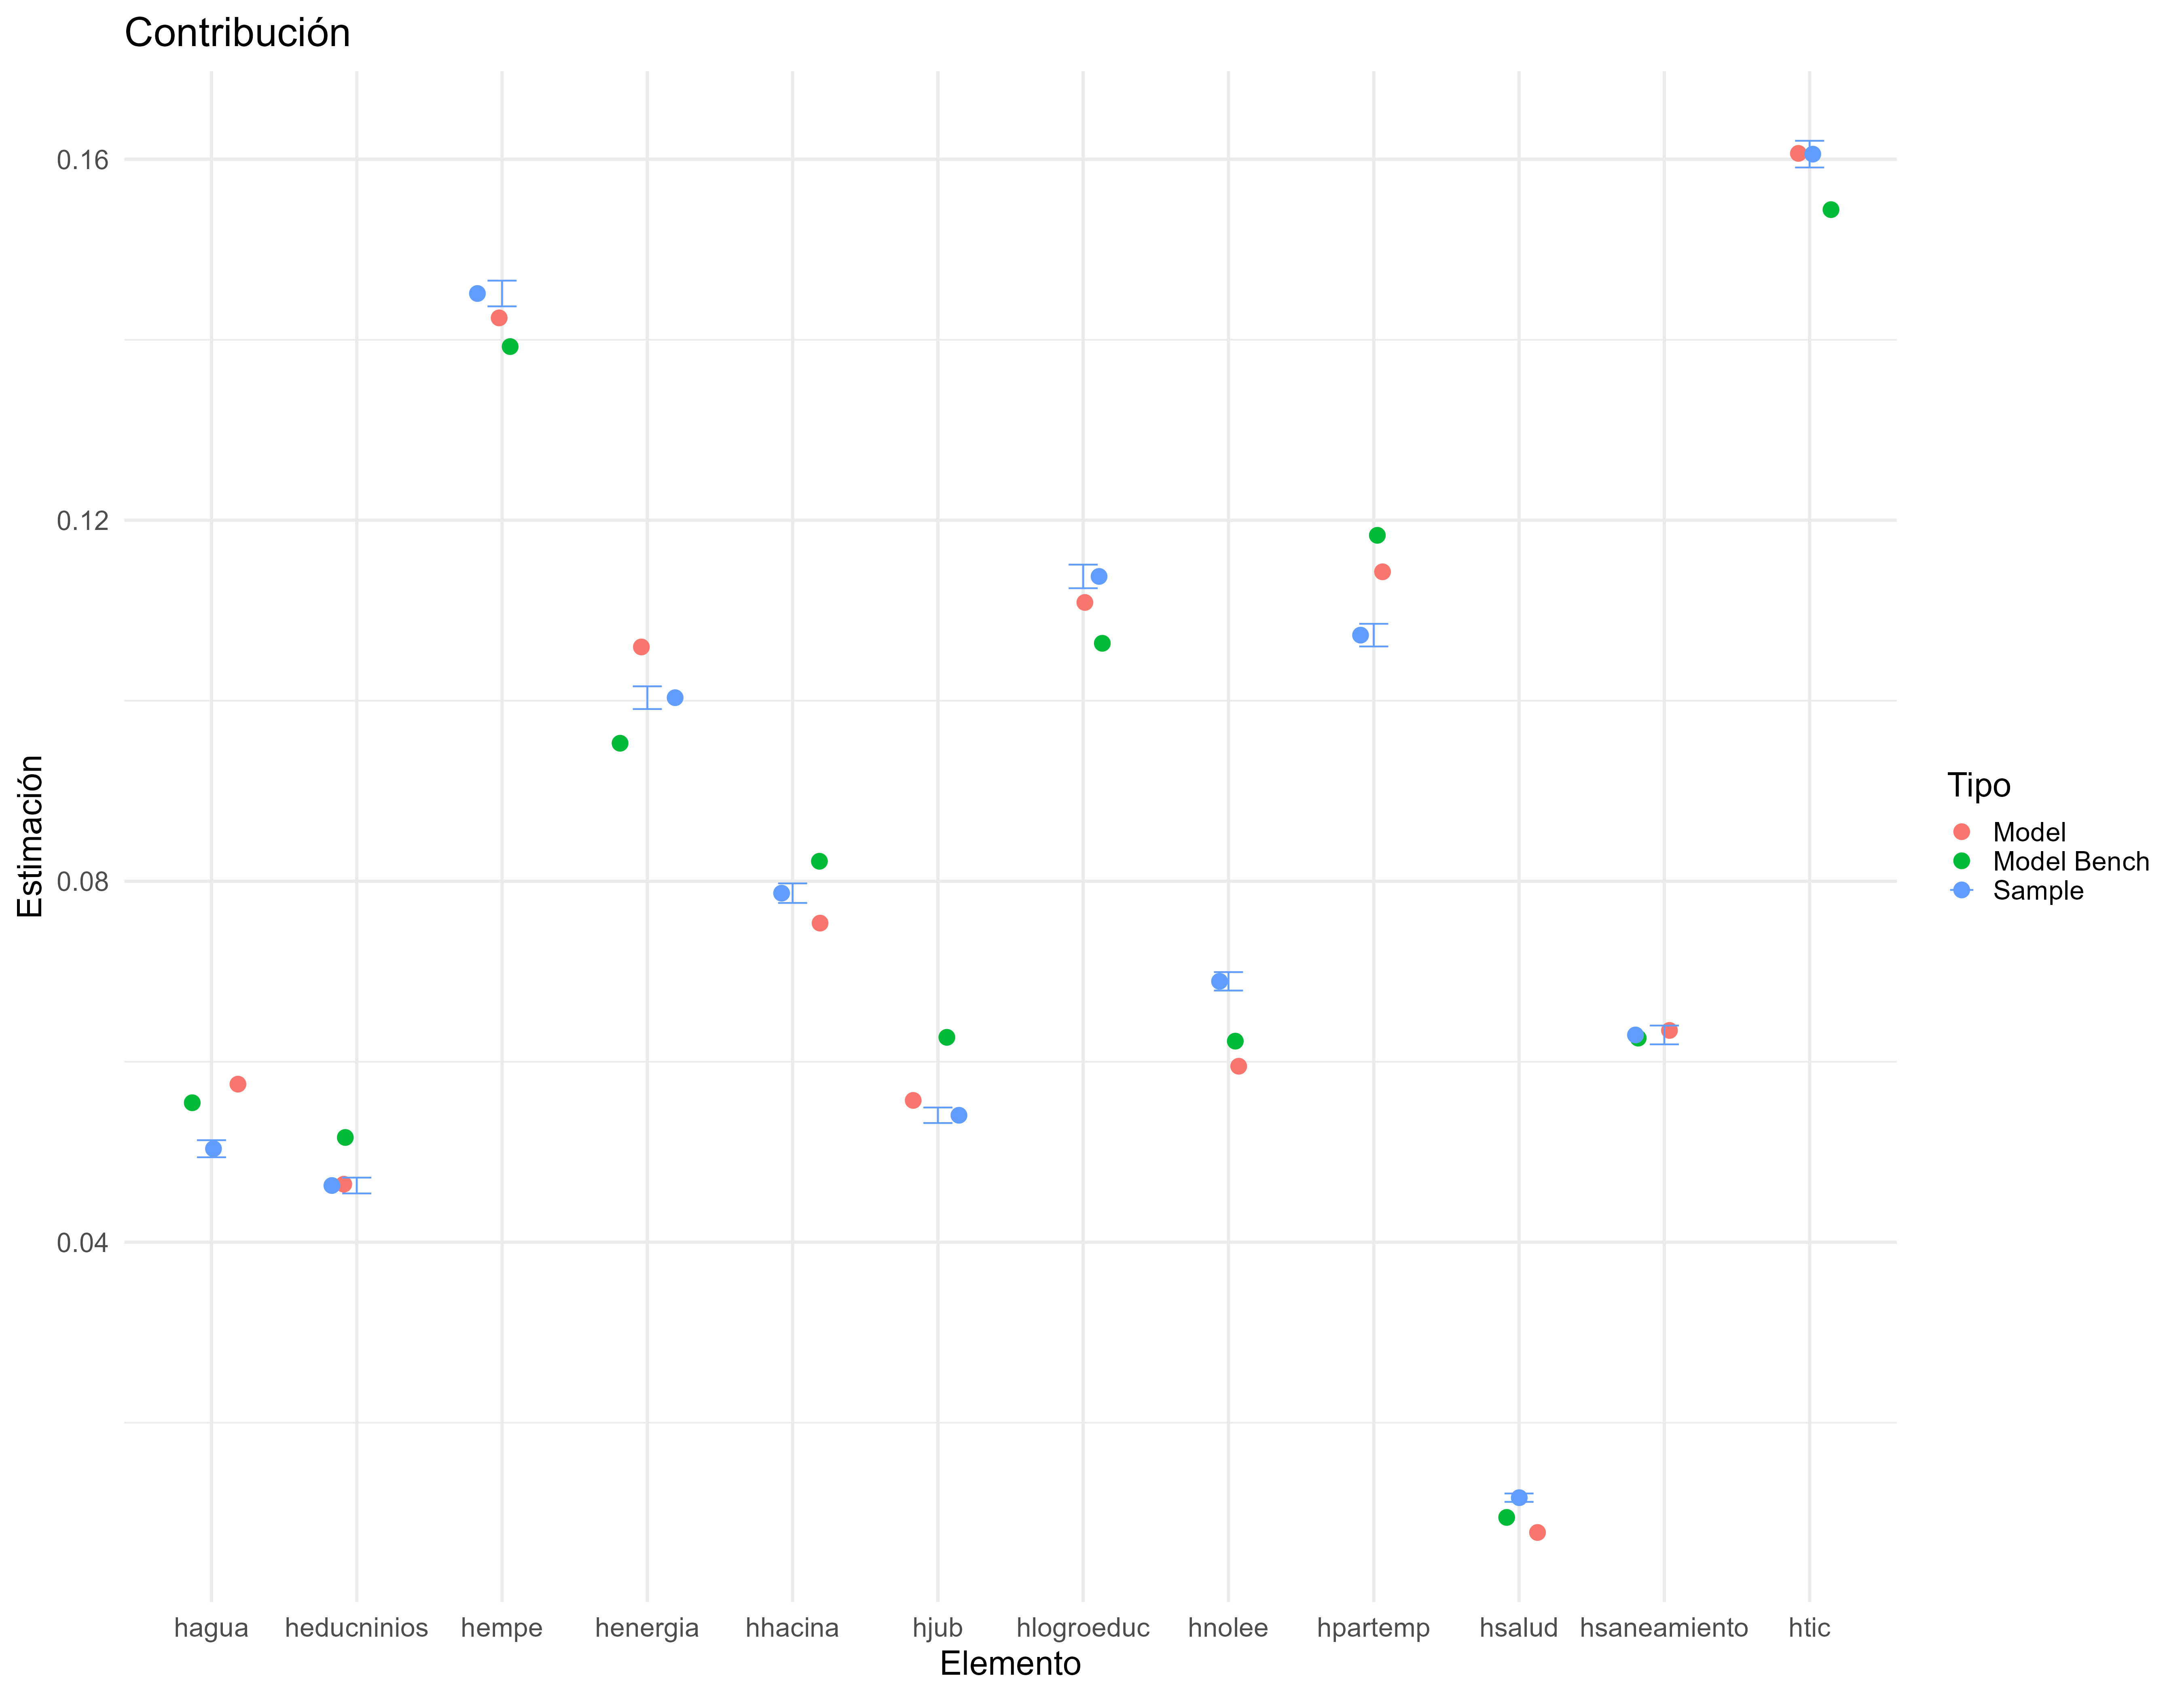 Contribución
0.16
0.12
0.08
0.04
Estimación
hagua heducninios hempe henergia hhacina hjub hlogroeduc hnolee hpartemp hsalud hsaneamiento htic
Elemento
Tipo
Model
Model Bench
Sample